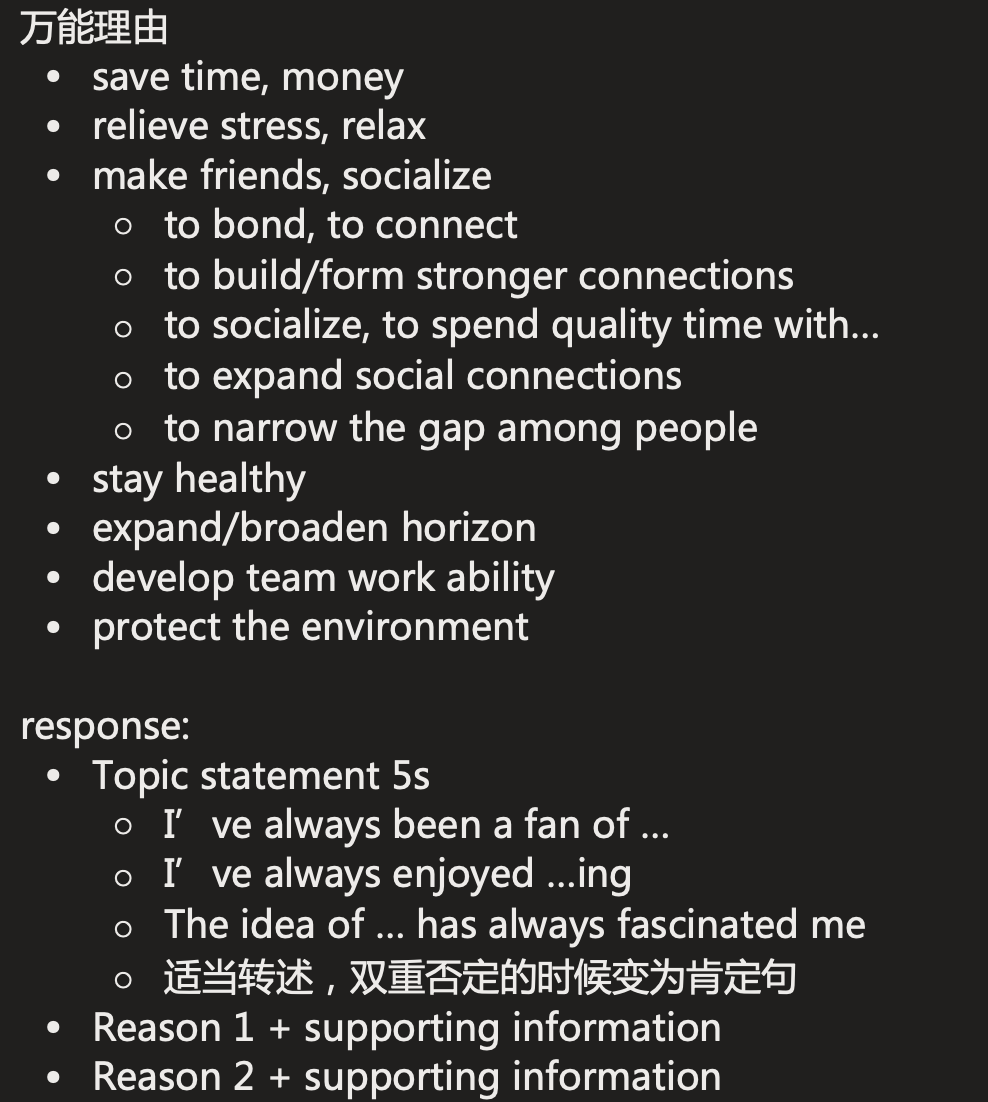 万能理由
• save time, money
• relieve stress, relax
• make friends, socialize
○ to bond, to connect
○ to build/form stronger connections
○ to socialize, to spend quality time with...
○ to expand social connections
○ to narrow the gap among people
• stay healthy
• expand/broaden horizon
• develop team work ability
• protect the environment
response:
• Topic statement 5s
○ I’ ve always been a fan of ...
○ I’ ve always enjoyed ...ing
○ The idea of ... has always fascinated me
○ 适当转述，双重否定的时候变为肯定句
• Reason 1 + supporting information
• Reason 2 + supporting information